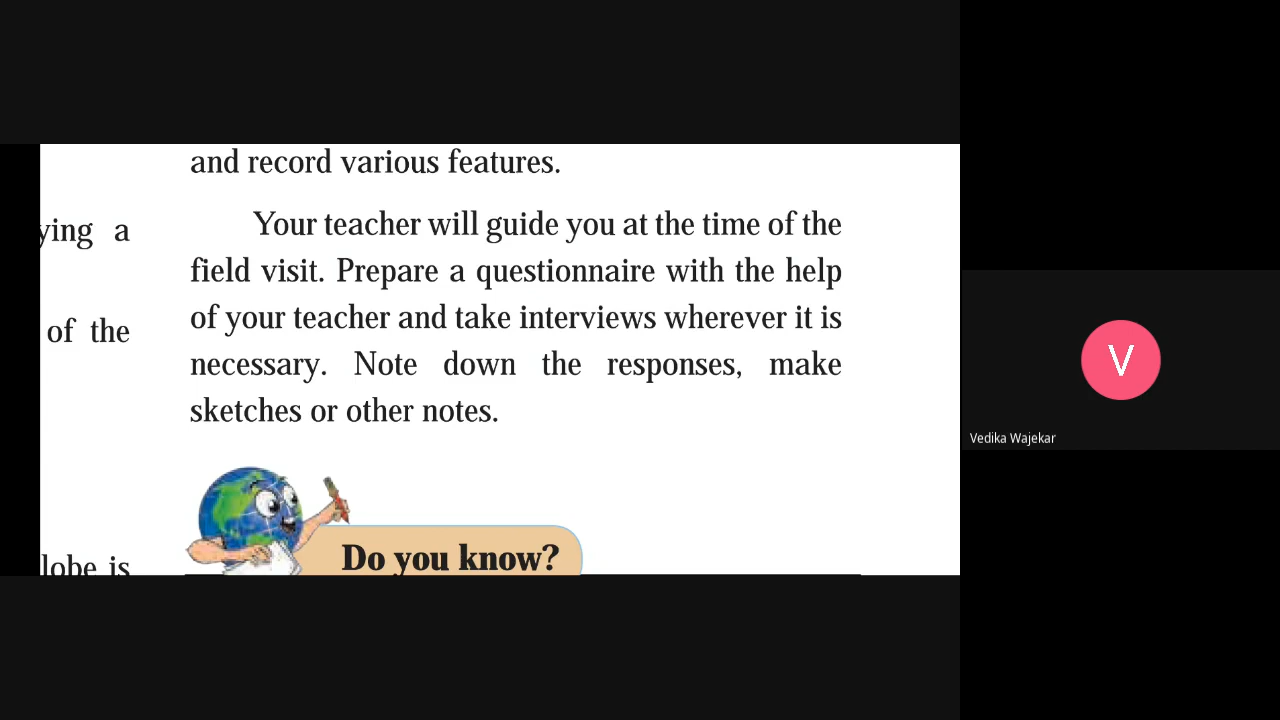 and record various features.
Your teacher will guide you at the time of the
field visit. Prepare a questionnaire with the help
of your teacher and take interviews wherever it is
necessary. Note down the responses, make
sketches or other notes.
Do you know?
a
of the
is
V
Vedika Wajekar